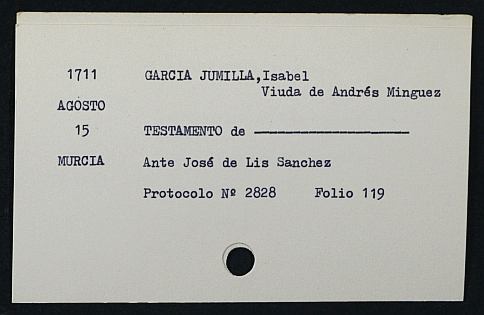 1711 GARCIA JUMILLA,Isabel
Viuda de Andrés Minguez
AGOSTO
15 TESTAMENTO de ————————————
MURCIA Ante José de Lis Sanchez
Protocolo Nº 2828 Folio 119